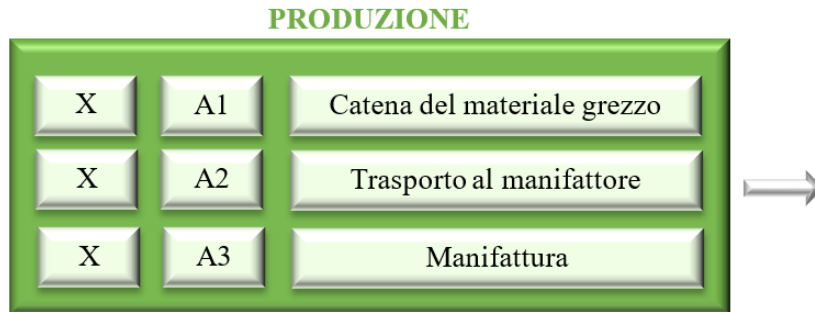 PRODUZIONE
X A1 Catena del materiale grezzo
X A2 Trasporto al manifattore
X A3 Manifattura